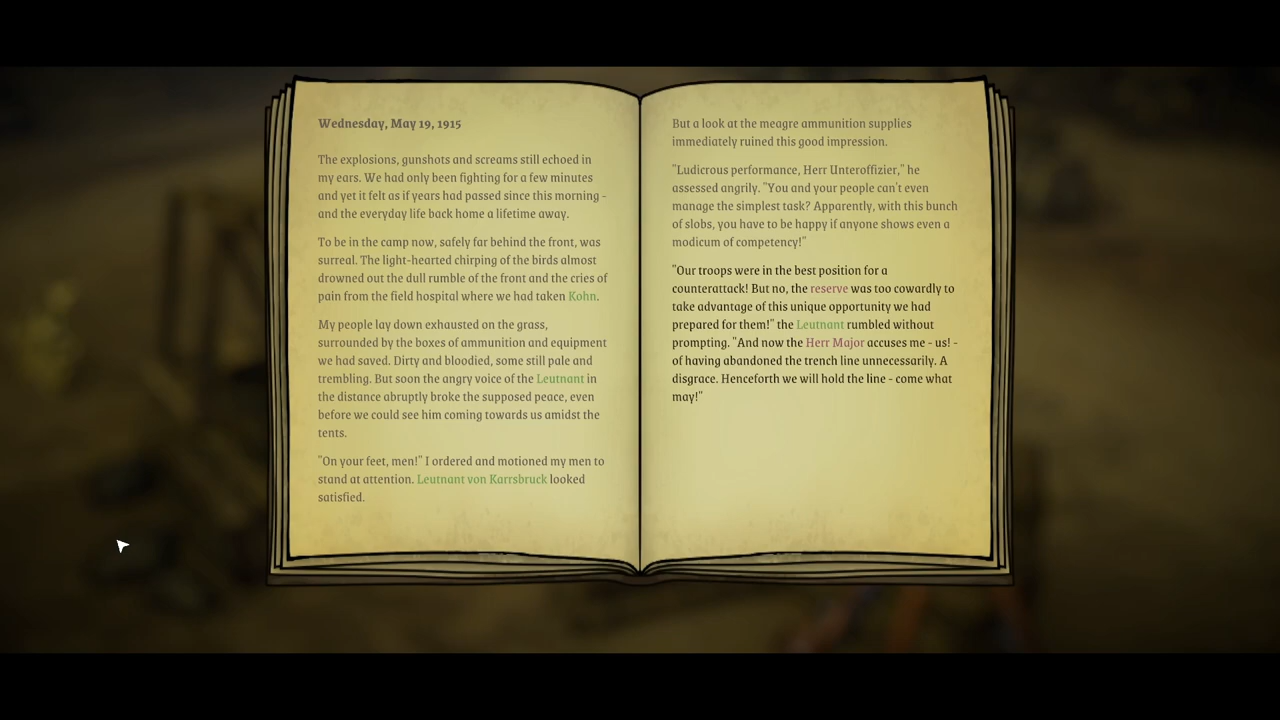 Wednesday, May 19, 1915
The explosions, gunshots and screams still echoed in
my ears. We had only been fighting for a few minutes
and yet it felt as if years had passed since this morning -
and the everyday life back home a lifetime away.
To be in the camp now, safely far behind the front, was
surreal. The light-hearted chirping of the birds almost
drowned out the dull rumble of the front and the cries of
pain from the field hospital where we had taken Kohn.
My people lay down exhausted on the grass,
surrounded by the boxes of ammunition and equipment
we had saved. Dirty and bloodied, some still pale and
trembling. But soon the angry voice of the Leutnant in
the distance abruptly broke the supposed peace, even
before we could see him coming towards us amidst the
tents.
"On your feet, men!" I ordered and motioned my men to
stand at attention. Leutnant von Karrsbruck looked
satisfied.
But a look at the meagre ammunition supplies
immediately ruined this good impression.
"Ludicrous performance, Herr Unteroffizier," he
assessed angrily. "You and your people can't even
manage the simplest task? Apparently, with this bunch
of slobs, you have to be happy if anyone shows even a
modicum of competency!"
"Our troops were in the best position for a
counterattack! But no, the reserve was too cowardly to
take advantage of this unique opportunity we had
prepared for them!" the Leutnant rumbled without
prompting. "And now the Herr Major accuses me - us! -
of having abandoned the trench line unnecessarily. A
disgrace. Henceforth we will hold the line - come what
may!"